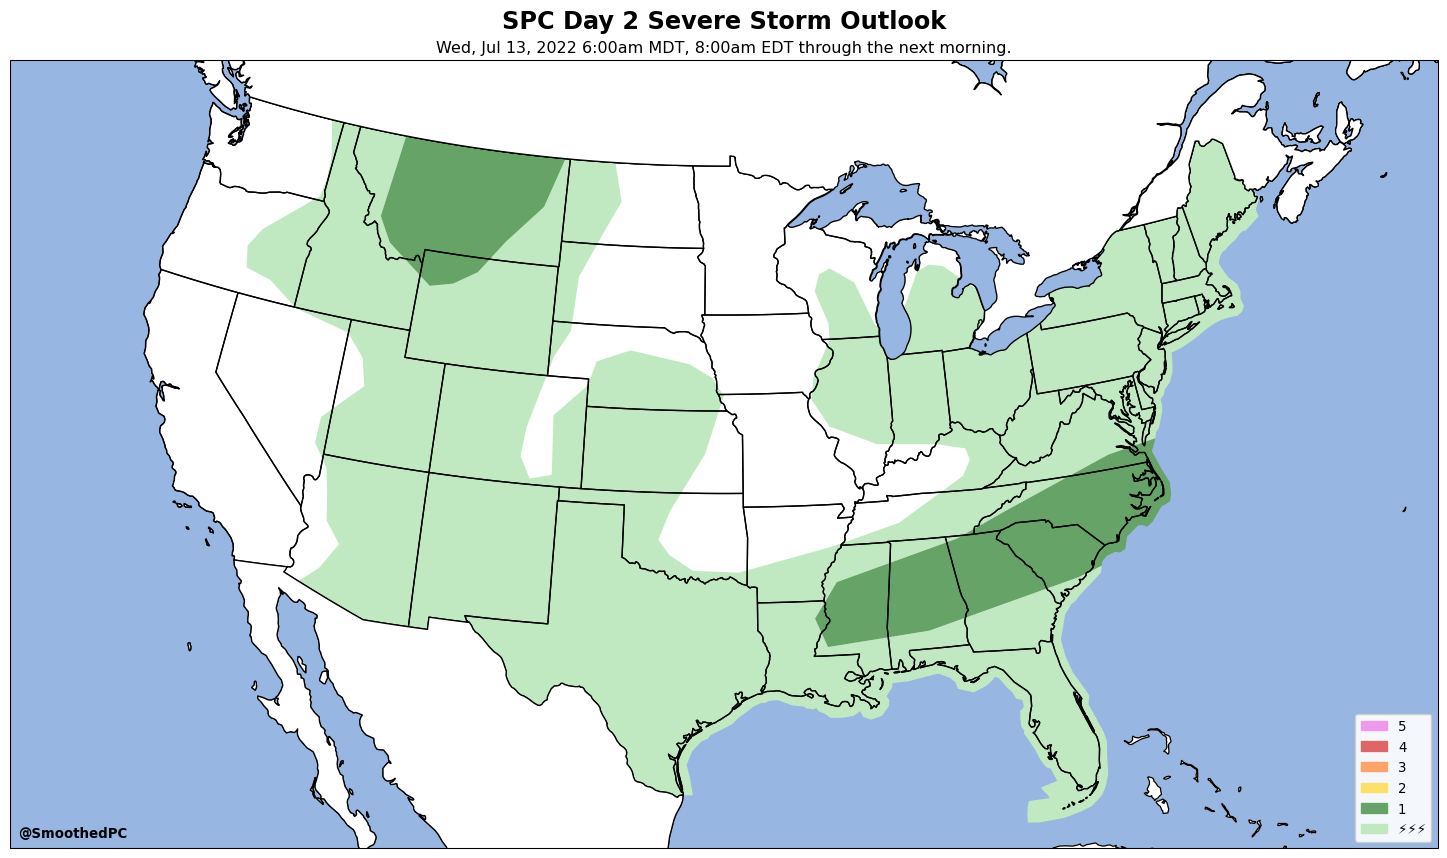 SPC Day 2 Severe Storm Outlook
Wed, Jul 13, 2022 6:00am MDT, 8:00am EDT through the next morning.
5
4
3
2
1
⚡⚡⚡
@SmoothedPC